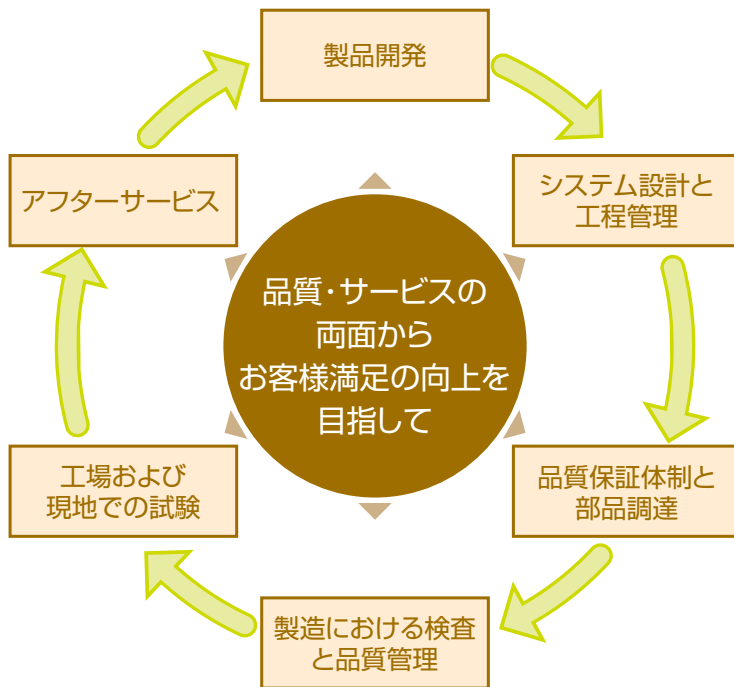 製品開発
システム設計と
工程管理
品質保証体制と
部品調達
製造における検査
と品質管理
工場および
現地での試験
アフターサービス
品質・サービスの
両面から
お客様満足の向上を
目指して